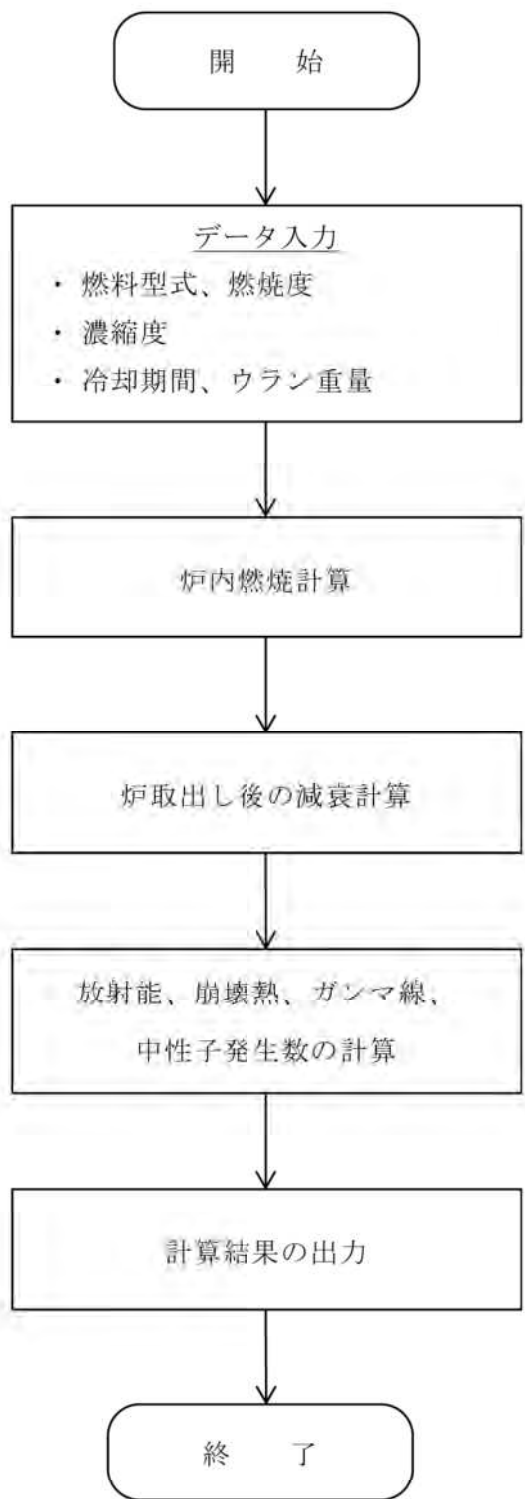 開　始
データ入力
・ 燃料型式、燃焼度
・ 濃縮度
・ 冷却期間、ウラン重量
炉内燃焼計算
炉取出し後の減衰計算
放射能、崩壊熱、ガンマ線、
中性子発生数の計算
計算結果の出力
終　了